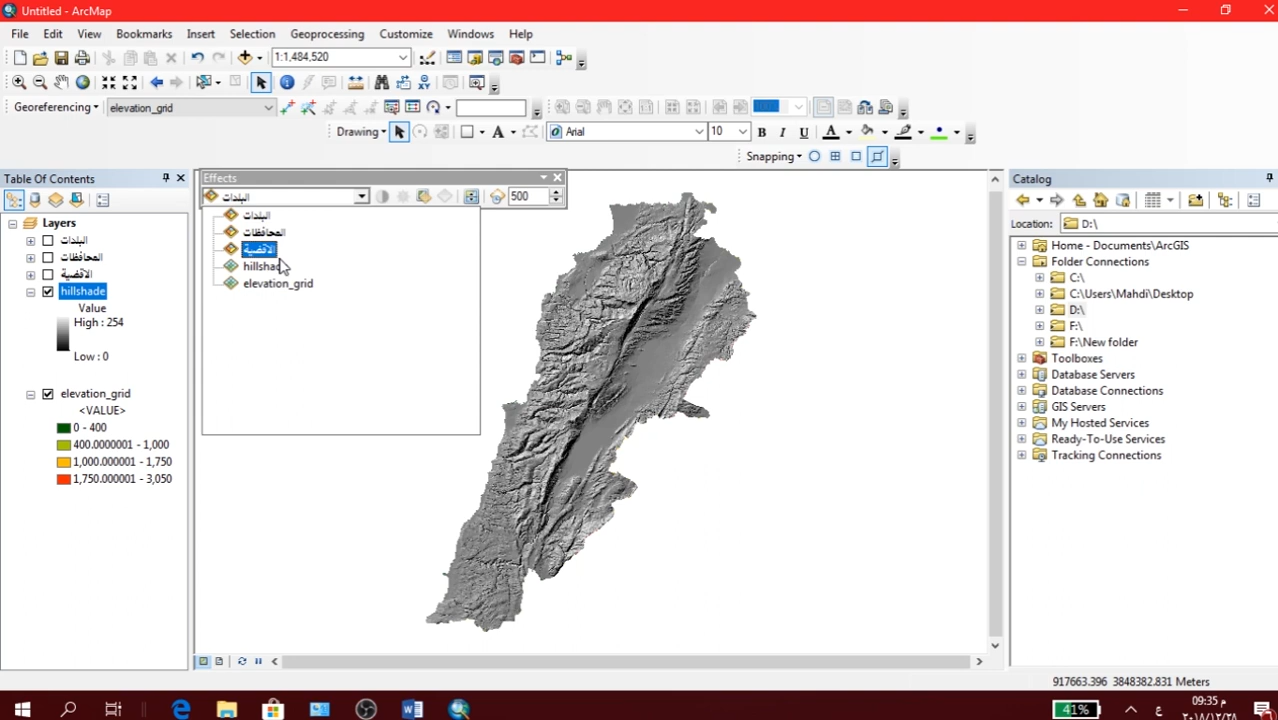 Untitled - ArcMap
File Edit View Bookmarks Insert Selection Geoprocessing Customize Windows Help
1:1,484,520
Georeferencing elevation_grid
Drawing Arial 10 B I U A
Snapping
Table Of Contents
Layers
البلدات
المحافظات
الأقضية
hillshade
Value
High : 254
Low : 0
elevation_grid
<VALUE>
0 - 400
400.0000001 - 1,000
1,000.000001 - 1,750
1,750.000001 - 3,050
Effects
البلدات 500
البلدات
المحافظات
الأقضية
elevation_grid
Catalog
Location: D:\
Home - Documents\ArcGIS
Folder Connections
C:\
C:\Users\Mahdi\Desktop
D:\
F:\
F:\New folder
Toolboxes
Database Servers
Database Connections
GIS Servers
My Hosted Services
Ready-To-Use Services
Tracking Connections
917663.396 3848382.831 Meters
41%
ع
09:35 م